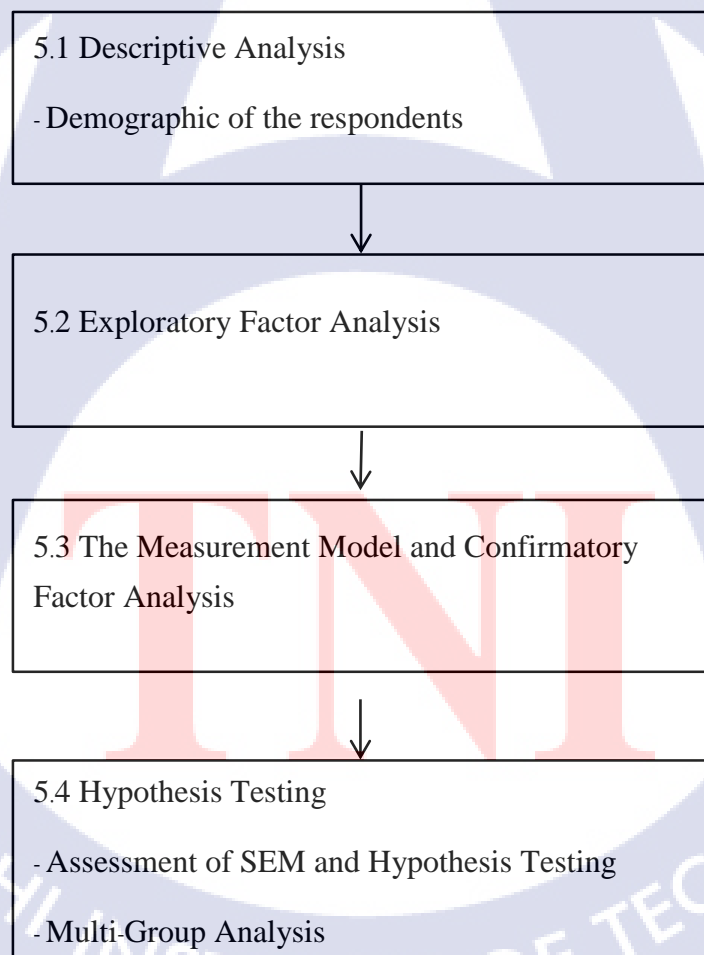 5.1 Descriptive Analysis
- Demographic of the respondents
5.2 Exploratory Factor Analysis
5.3 The Measurement Model and Confirmatory
Factor Analysis
TNI
5.4 Hypothesis Testing
- Assessment of SEM and Hypothesis Testing
- Multi-Group Analysis